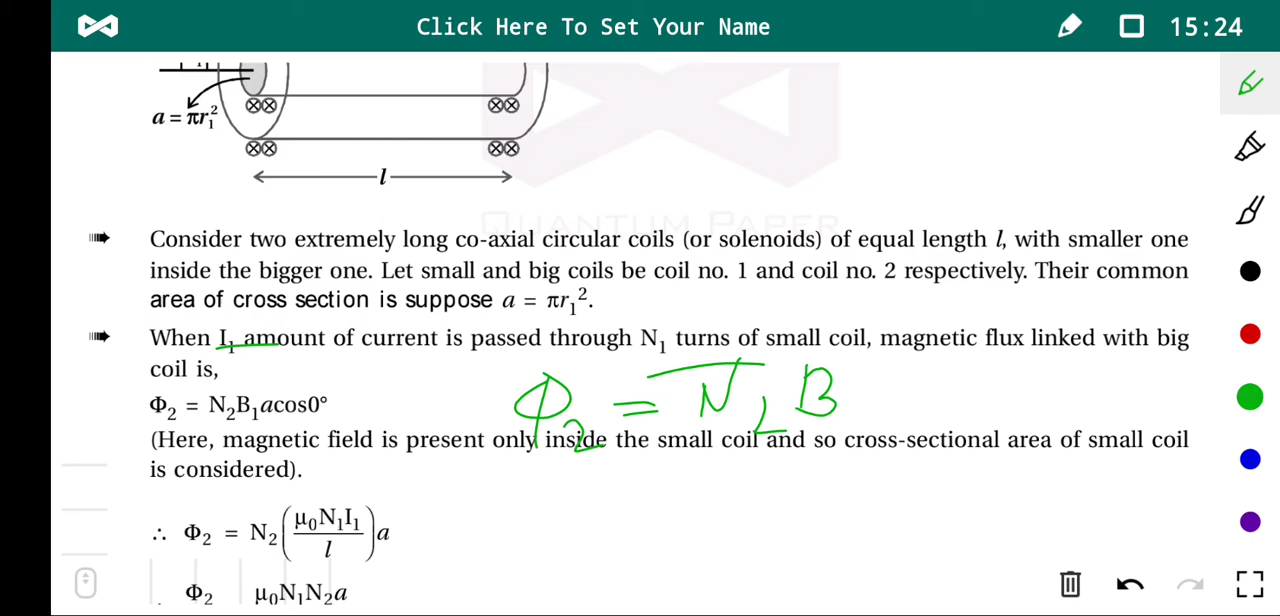 Click Here To Set Your Name
15:24
a = πr₁²
l
QUANTUM PAPER
Consider two extremely long co-axial circular coils (or solenoids) of equal length l, with smaller one
inside the bigger one. Let small and big coils be coil no. 1 and coil no. 2 respectively. Their common
area of cross section is suppose a = πr₁².
When I₁ amount of current is passed through N₁ turns of small coil, magnetic flux linked with big
coil is,
Φ₂ = N₂B₁acos0°
ϕ₂ = N₂ B
(Here, magnetic field is present only inside the small coil and so cross-sectional area of small coil
is considered).
∴ Φ₂ = N₂ (μ₀N₁I₁ / l) a
Φ₂ μ₀N₁N₂a